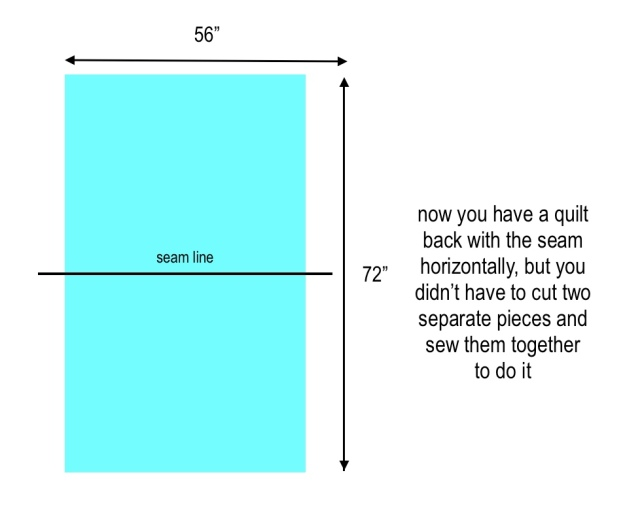 56”
seam line
72”
now you have a quilt
back with the seam
horizontally, but you
didn’t have to cut two
separate pieces and
sew them together
to do it